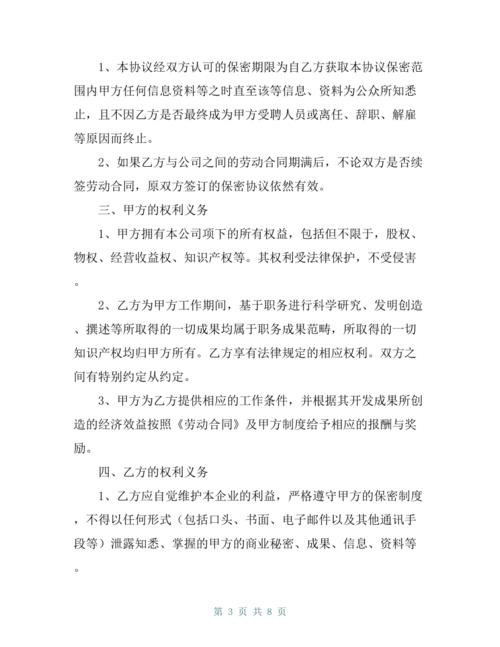 1、本协议经双方认可的保密期限为自乙方获取本协议保密范
围内甲方任何信息资料等之时直至该等信息、资料为公众所知悉
止，且不因乙方是否最终成为甲方受聘人员或离任、辞职、解雇
等原因而终止。
2、如果乙方与公司之间的劳动合同期满后，不论双方是否续
签劳动合同，原双方签订的保密协议依然有效。
三、甲方的权利义务
1、甲方拥有本公司项下的所有权益，包括但不限于，股权、
物权、经营收益权、知识产权等。其权利受法律保护，不受侵害
。
2、乙方为甲方工作期间，基于职务进行科学研究、发明创造
、撰述等所取得的一切成果均属于职务成果范畴，所取得的一切
知识产权均归甲方所有。乙方享有法律规定的相应权利。双方之
间有特别约定从约定。
3、甲方为乙方提供相应的工作条件，并根据其开发成果所创
造的经济效益按照《劳动合同》及甲方制度给予相应的报酬与奖
励。
四、乙方的权利义务
1、乙方应自觉维护本企业的利益，严格遵守甲方的保密制度
，不得以任何形式（包括口头、书面、电子邮件以及其他通讯手
段等）泄露知悉、掌握的甲方的商业秘密、成果、信息、资料等
。
第 3 页 共 8 页